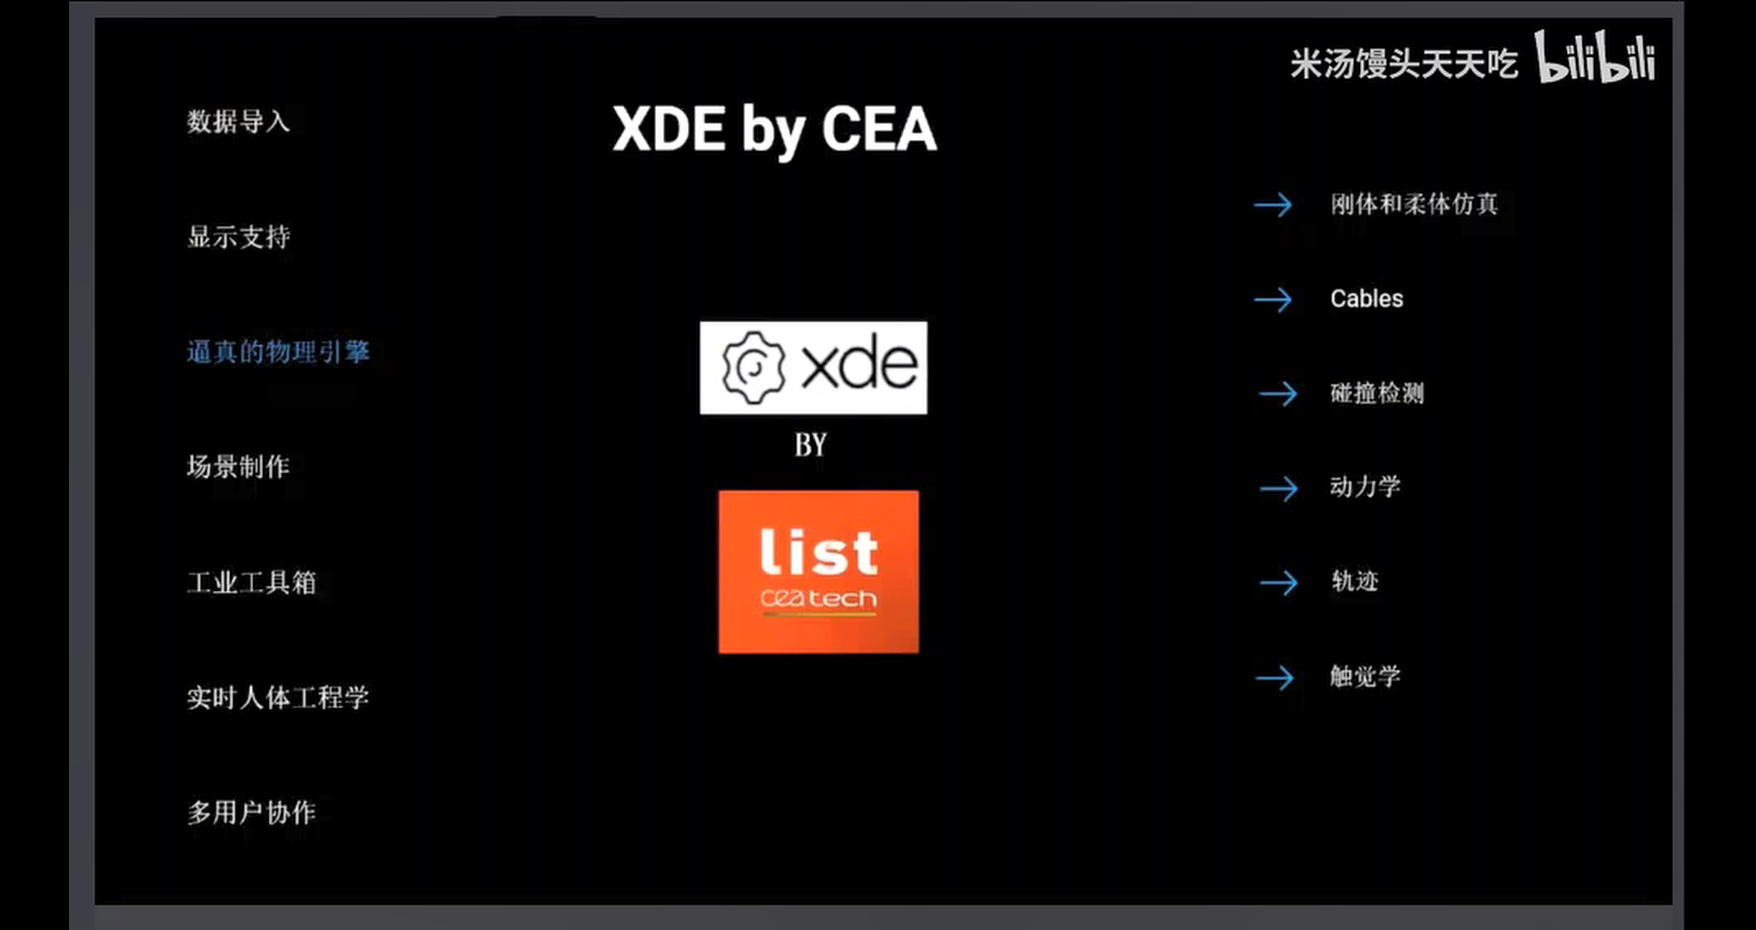 米汤馒头天天吃 bilibili
数据导入
显示支持
逼真的物理引擎
场景制作
工业工具箱
实时人体工程学
多用户协作
XDE by CEA
xde
BY
list
cea tech
刚体和柔体仿真
Cables
碰撞检测
动力学
轨迹
触觉学